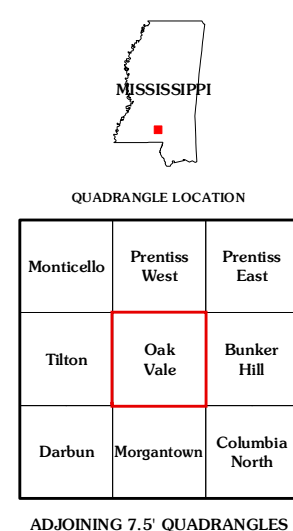 MISSISSIPPI
QUADRANGLE LOCATION
Monticello
Prentiss
West
Prentiss
East
Tilton
Oak
Vale
Bunker
Hill
Darbun
Morgantown
Columbia
North
ADJOINING 7.5' QUADRANGLES